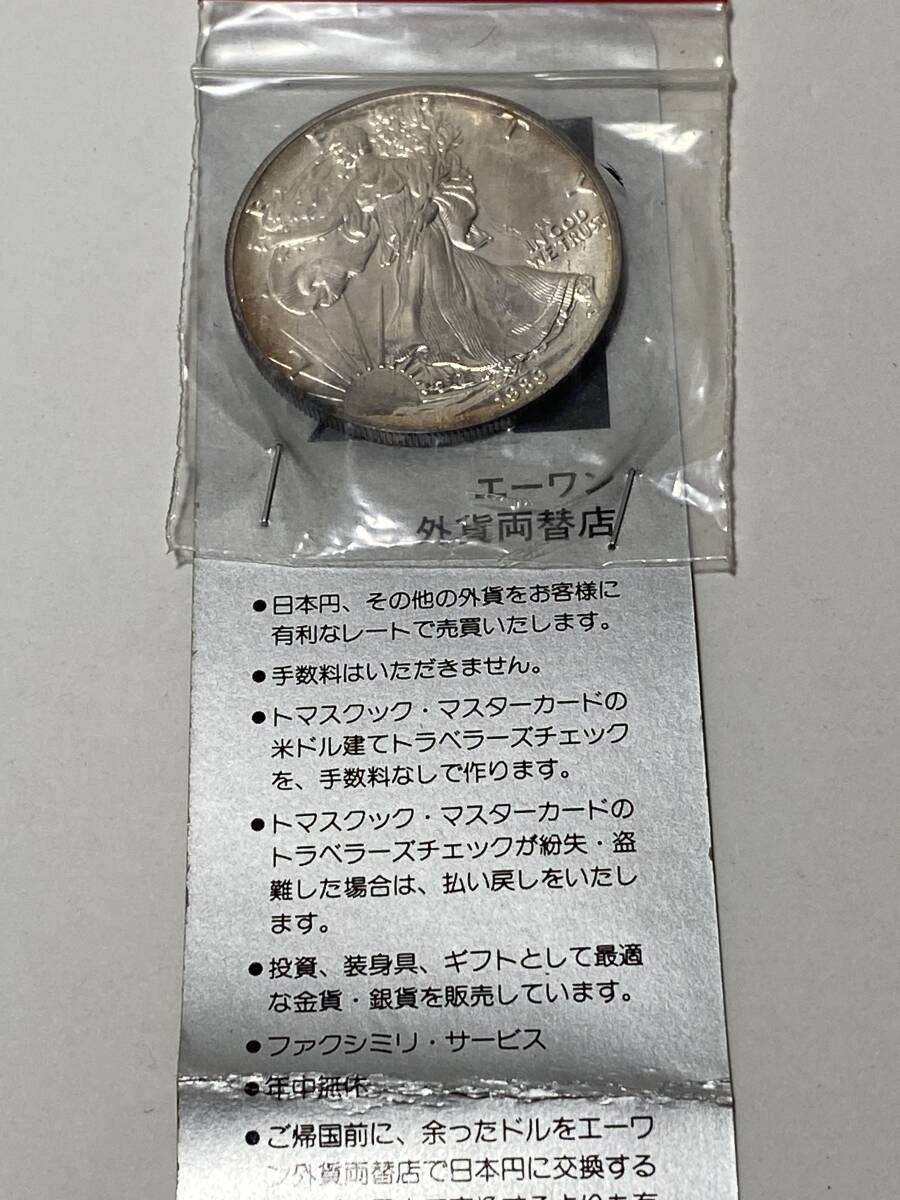 LIBERTY
IN GOD
WE TRUST
エーワン
外貨両替店
●日本円、その他の外貨をお客様に
有利なレートで売買いたします。
●手数料はいただきません。
●トマスクック・マスターカードの
米ドル建てトラベラーズチェック
を、手数料なしで作ります。
●トマスクック・マスターカードの
トラベラーズチェックが紛失・盗
難した場合は、払い戻しをいたし
ます。
●投資、装身具、ギフトとして最適
な金貨・銀貨を販売しています。
●ファクシミリ・サービス
●年中無休
●ご帰国前に、余ったドルをエーワ
ン外貨両替店で日本円に交換する